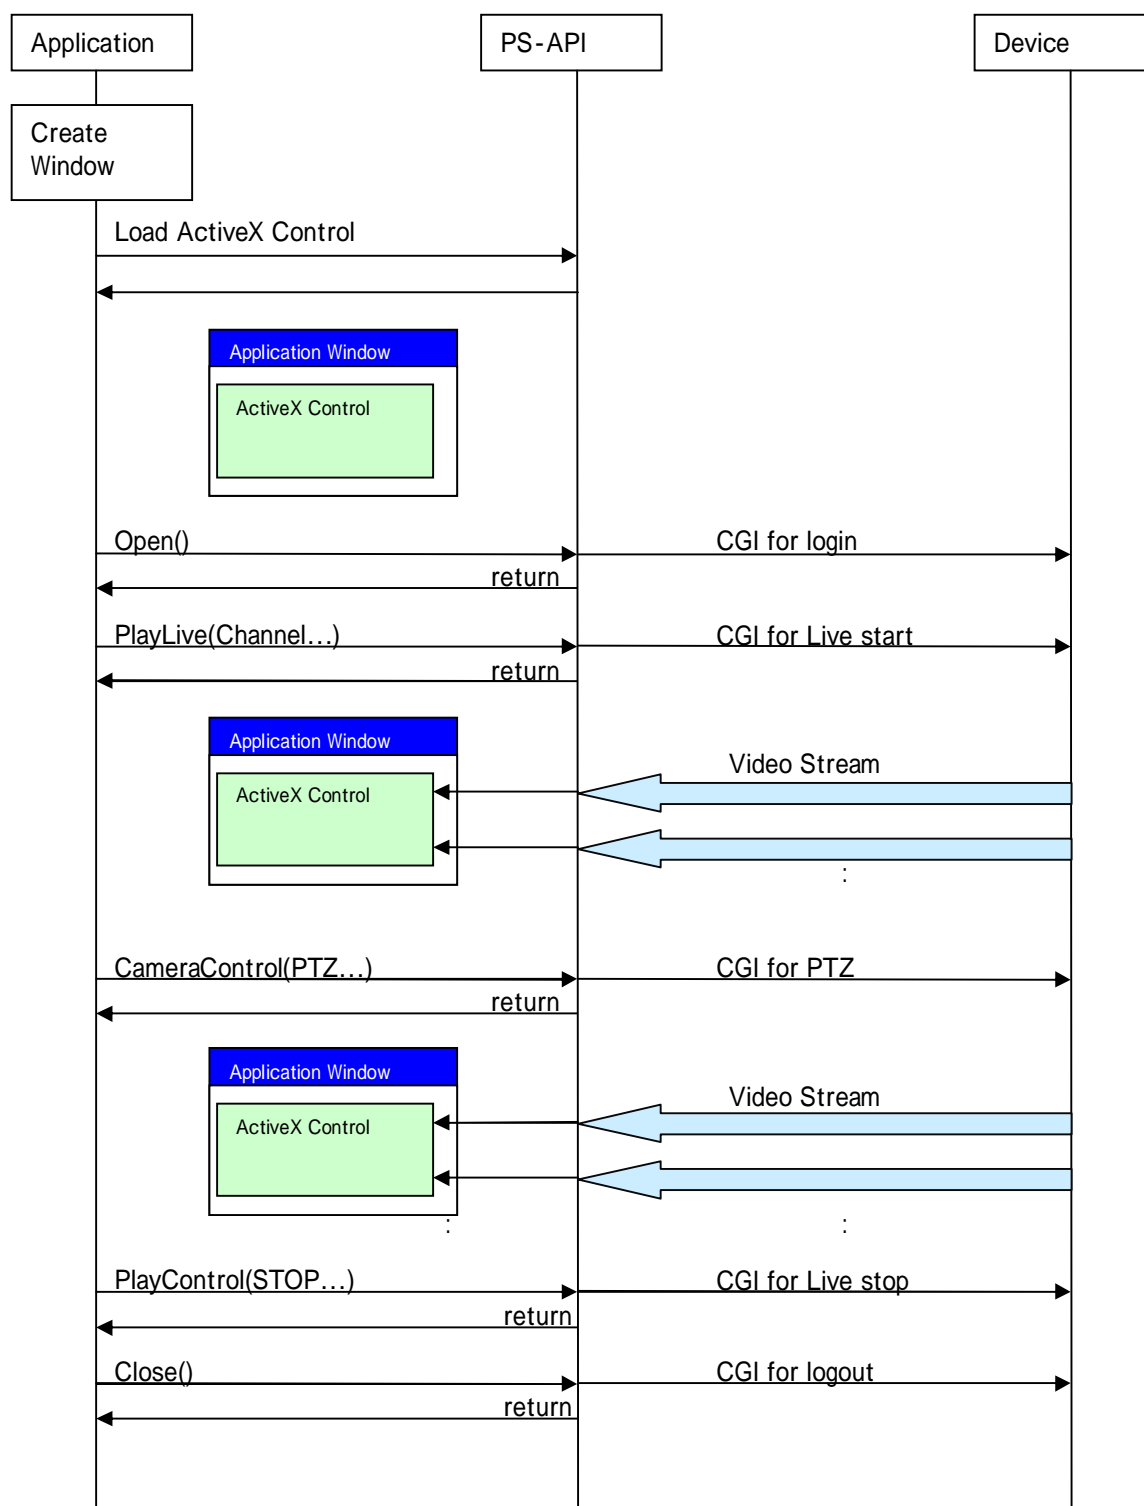 Application
PS-API
Device
Create
Window
Load ActiveX Control
Application Window
ActiveX Control
Open()
CGI for login
return
PlayLive(Channel...)
CGI for Live start
return
Application Window
Video Stream
ActiveX Control
:
CameraControl(PTZ...)
CGI for PTZ
return
Application Window
Video Stream
ActiveX Control
:
:
PlayControl(STOP...)
CGI for Live stop
return
Close()
CGI for logout
return